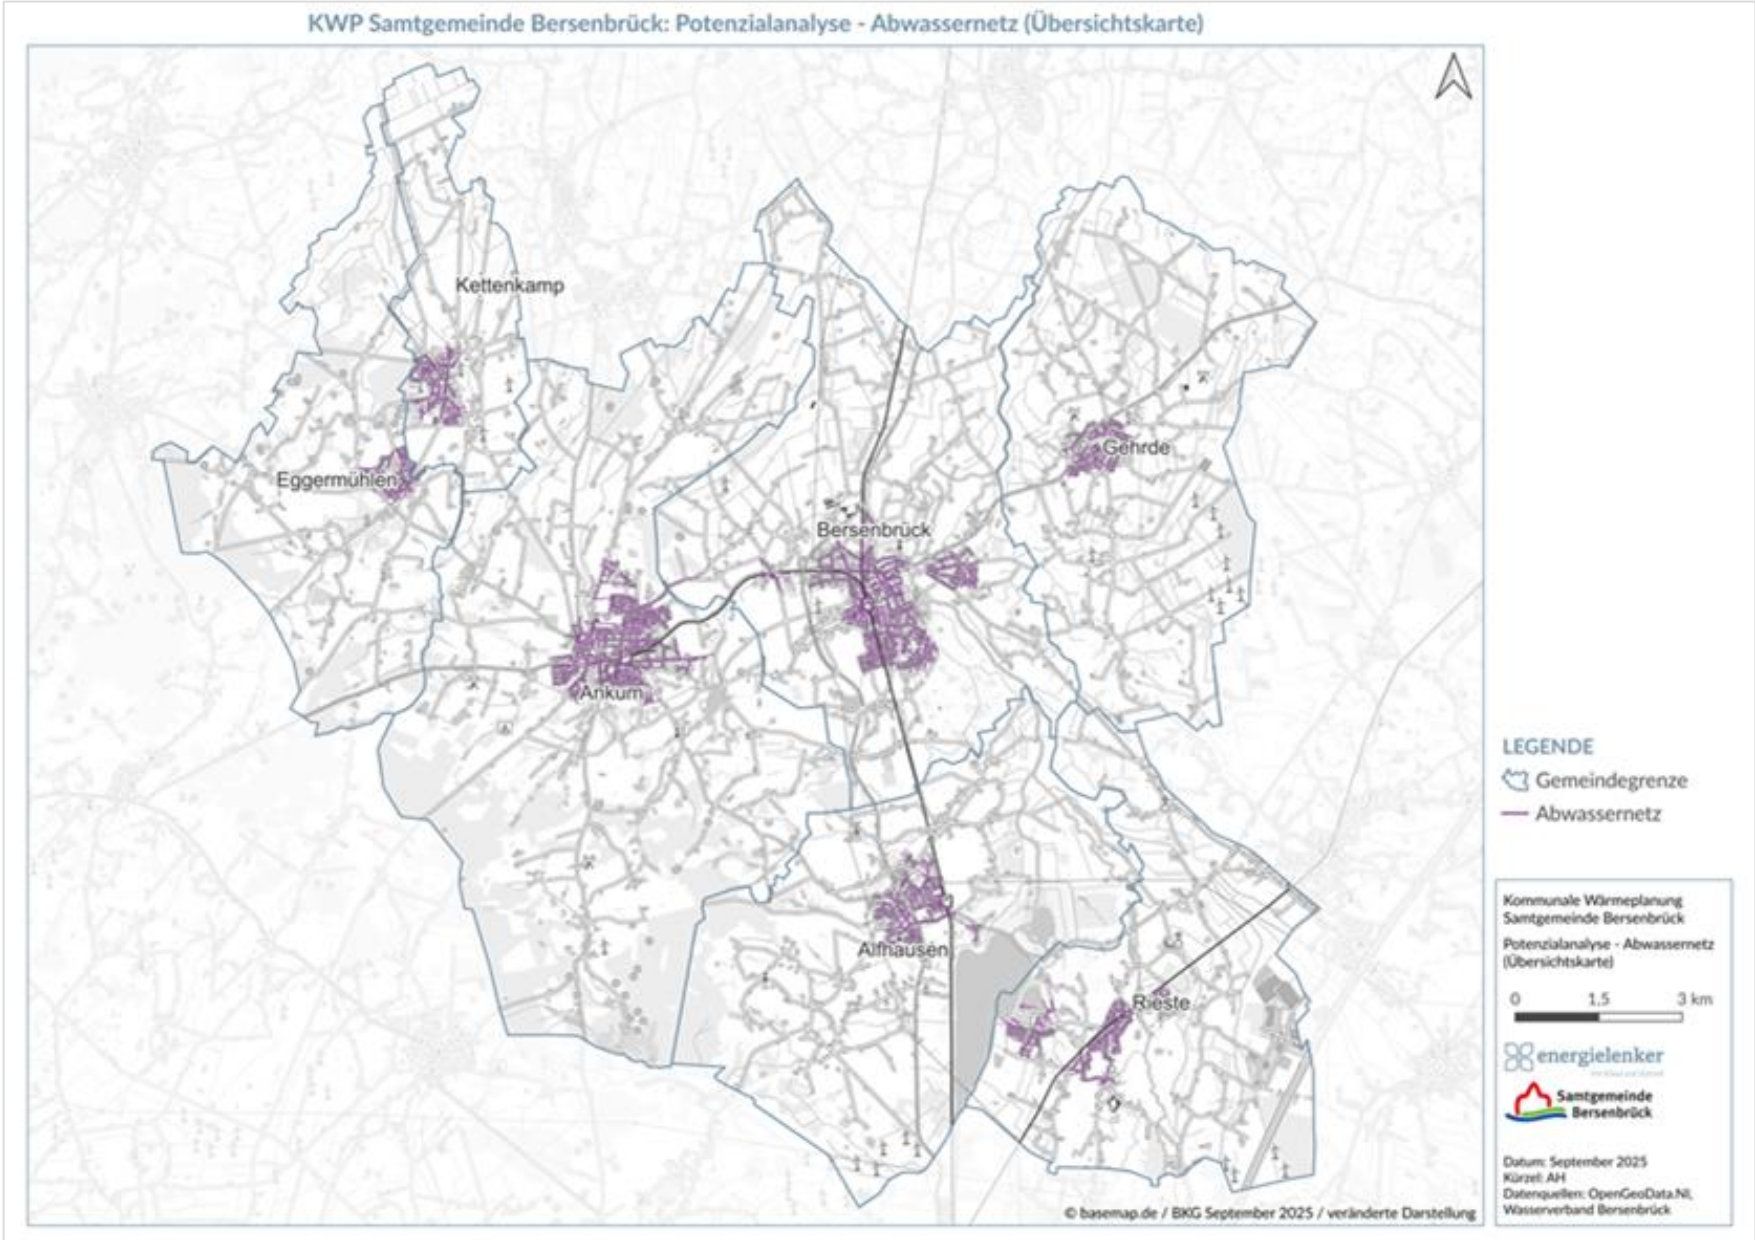 KWP Samtgemeinde Bersenbrück: Potenzialanalyse - Abwassernetz (Übersichtskarte)
Kettenkamp
Eggermühlen
Gehrde
Bersenbrück
Ankum
Alfhausen
Rieste
© basemap.de / BKG September 2025 / veränderte Darstellung
LEGENDE
Gemeindegrenze
Abwassernetz
Kommunale Wärmeplanung
Samtgemeinde Bersenbrück
Potenzialanalyse - Abwassernetz
(Übersichtskarte)
0 1,5 3 km
energielenker
Samtgemeinde
Bersenbrück
Datum: September 2025
Kürzel: AH
Datenquellen: OpenGeoData.NI,
Wasserverband Bersenbrück